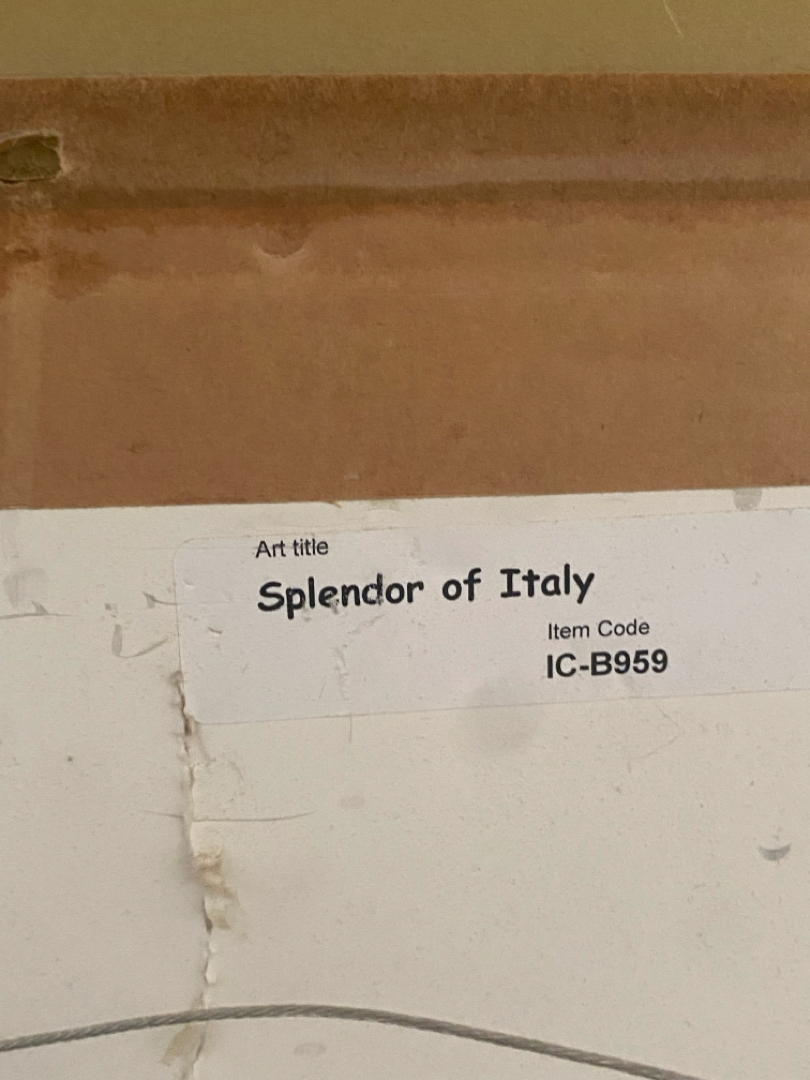 Art title
Splendor of Italy
Item Code
IC-B959